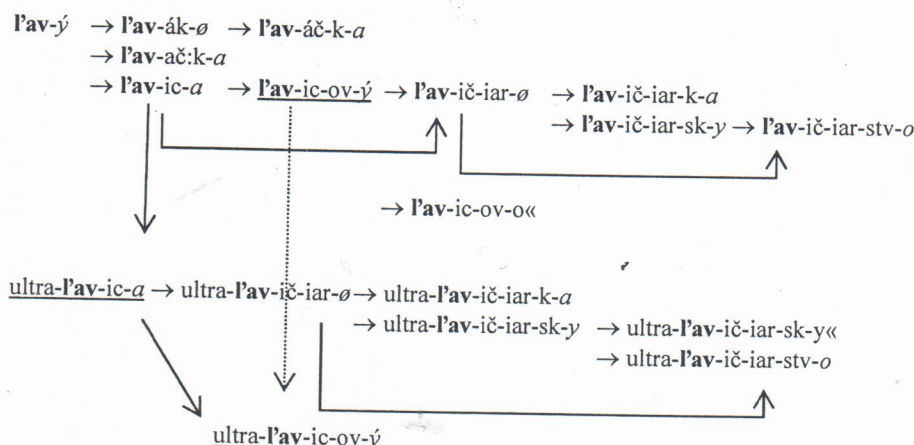 ľav-ý → ľav-ák-ø → ľav-áč-k-a
→ ľav-ač:k-a
→ ľav-ic-a → ľav-ic-ov-ý → ľav-ič-iar-ø → ľav-ič-iar-k-a
→ ľav-ič-iar-sk-y → ľav-ič-iar-stv-o
→ ľav-ic-ov-o«
ultra-ľav-ic-a → ultra-ľav-ič-iar-ø → ultra-ľav-ič-iar-k-a
→ ultra-ľav-ič-iar-sk-y → ultra-ľav-ič-iar-sk-y«
→ ultra-ľav-ič-iar-stv-o
ultra-ľav-ic-ov-ý